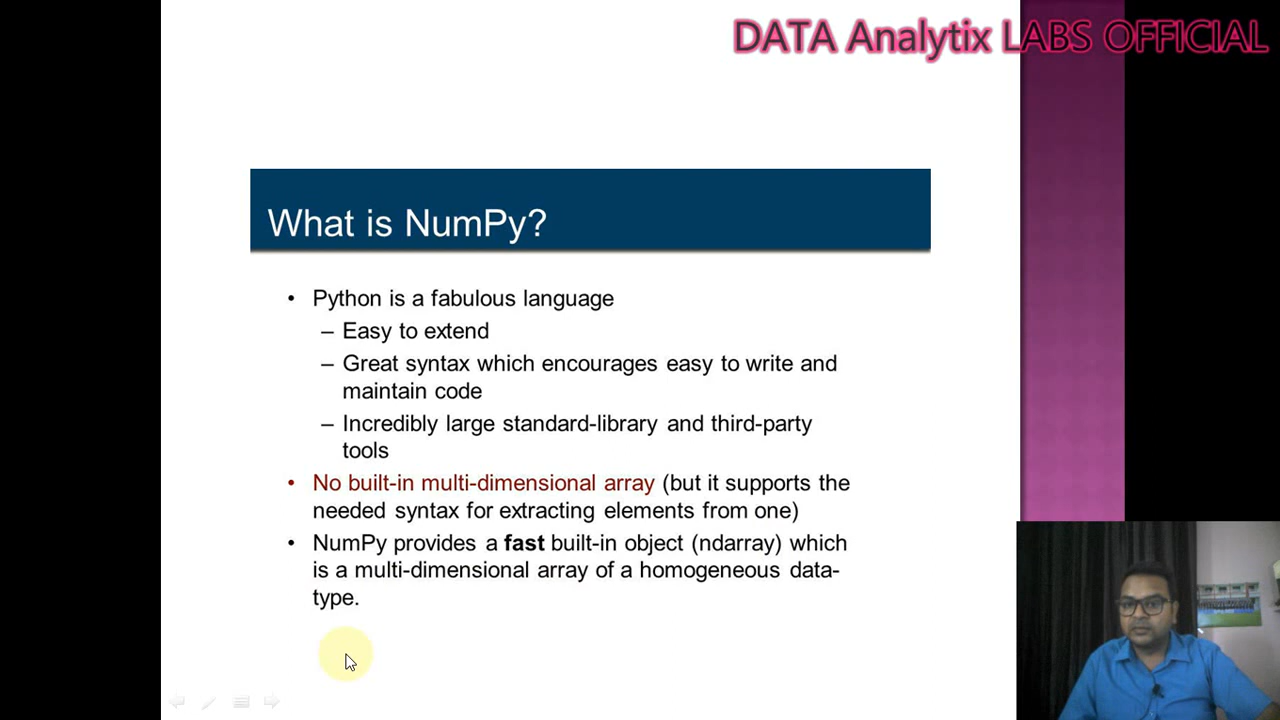 DATA Analytix LABS OFFICIAL
What is NumPy?
• Python is a fabulous language
– Easy to extend
– Great syntax which encourages easy to write and
maintain code
– Incredibly large standard-library and third-party
tools
• No built-in multi-dimensional array (but it supports the
needed syntax for extracting elements from one)
• NumPy provides a fast built-in object (ndarray) which
is a multi-dimensional array of a homogeneous data-
type.